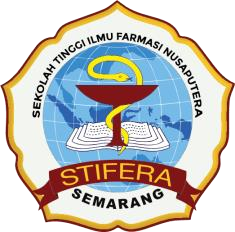 SEKOLAH TINGGI ILMU FARMASI NUSAPUTERA
STIFERA
SEMARANG